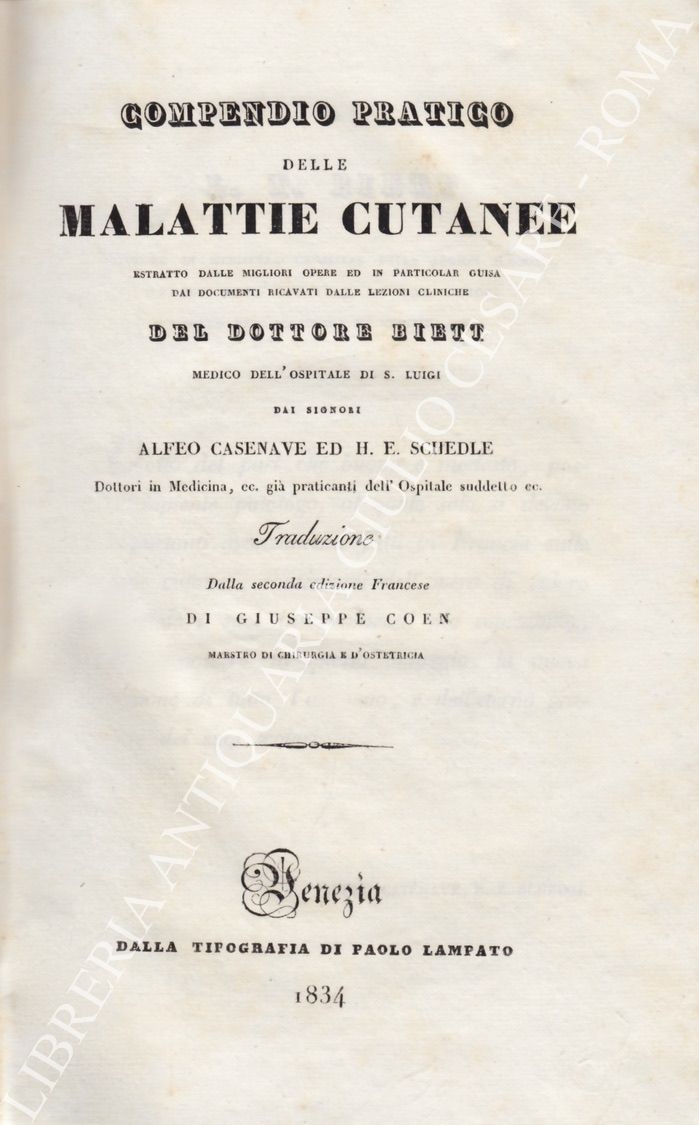 COMPENDIO PRATICO
DELLE
MALATTIE CUTANEE
ESTRATTO DALLE MIGLIORI OPERE ED IN PARTICOLAR GUISA
DAI DOCUMENTI RICAVATI DALLE LEZIONI CLINICHE
DEL DOTTORE BIETT
MEDICO DELL'OSPITALE DI S. LUIGI
DAI SIGNORI
ALFEO CASENAVE ED H. E. SCHEDLE
Dottori in Medicina, ec. già praticanti dell' Ospitale suddetto ec.
Traduzione
Dalla seconda edizione Francese
DI GIUSEPPE COEN
MAESTRO DI CHIRURGIA E D'OSTETRICIA
Venezia
DALLA TIPOGRAFIA DI PAOLO LAMPATO
1834
LIBRERIA ANTIQUARIA GIULIO CESARE - ROMA